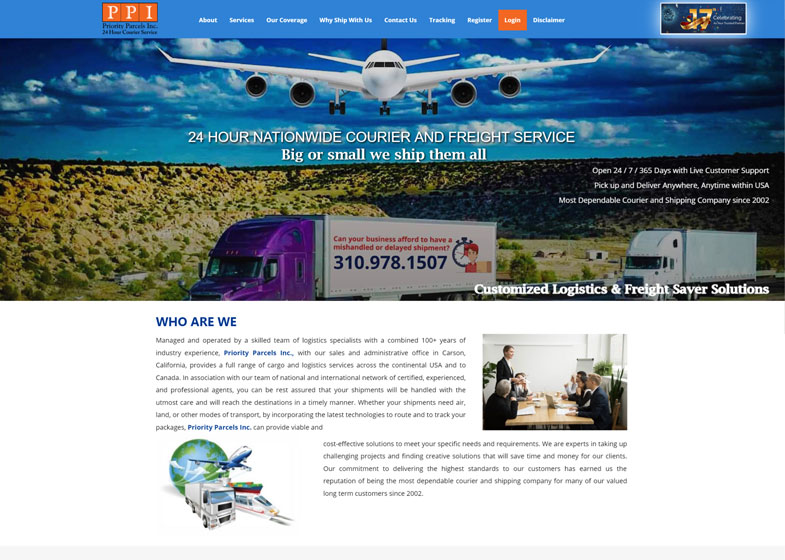 PPI
Priority Parcels Inc.
24 Hour Courier Service
About Services Our Coverage Why Ship With Us Contact Us Tracking Register Login Disclaimer
17 Celebrating
24 HOUR NATIONWIDE COURIER AND FREIGHT SERVICE
Big or small we ship them all
Open 24 / 7 / 365 Days with Live Customer Support
Pick up and Deliver Anywhere, Anytime within USA
Most Dependable Courier and Shipping Company since 2002
Can your business afford to have a
mishandled or delayed shipment?
310.978.1507
Customized Logistics & Freight Saver Solutions
WHO ARE WE
Managed and operated by a skilled team of logistics specialists with a combined 100+ years of
industry experience, Priority Parcels Inc., with our sales and administrative office in Carson,
California, provides a full range of cargo and logistics services across the continental USA and to
Canada. In association with our team of national and international network of certified, experienced,
and professional agents, you can be rest assured that your shipments will be handled with the
utmost care and will reach the destinations in a timely manner. Whether your shipments need air,
land, or other modes of transport, by incorporating the latest technologies to route and to track your
packages, Priority Parcels Inc. can provide viable and
cost-effective solutions to meet your specific needs and requirements. We are experts in taking up
challenging projects and finding creative solutions that will save time and money for our clients.
Our commitment to delivering the highest standards to our customers has earned us the
reputation of being the most dependable courier and shipping company for many of our valued
long term customers since 2002.